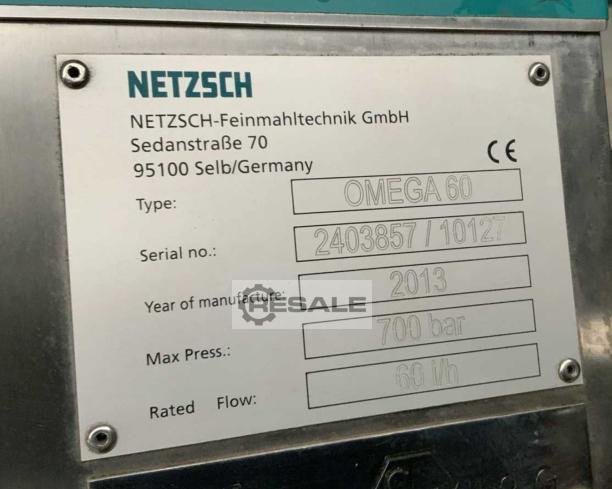 NETZSCH
NETZSCH-Feinmahltechnik GmbH
Sedanstraße 70
95100 Selb/Germany
CE
Type: OMEGA 60
Serial no.: 2403857 / 10127
Year of manufacture: 2013
RESALE
Max Press.: 700 bar
Rated Flow: 60 l/h